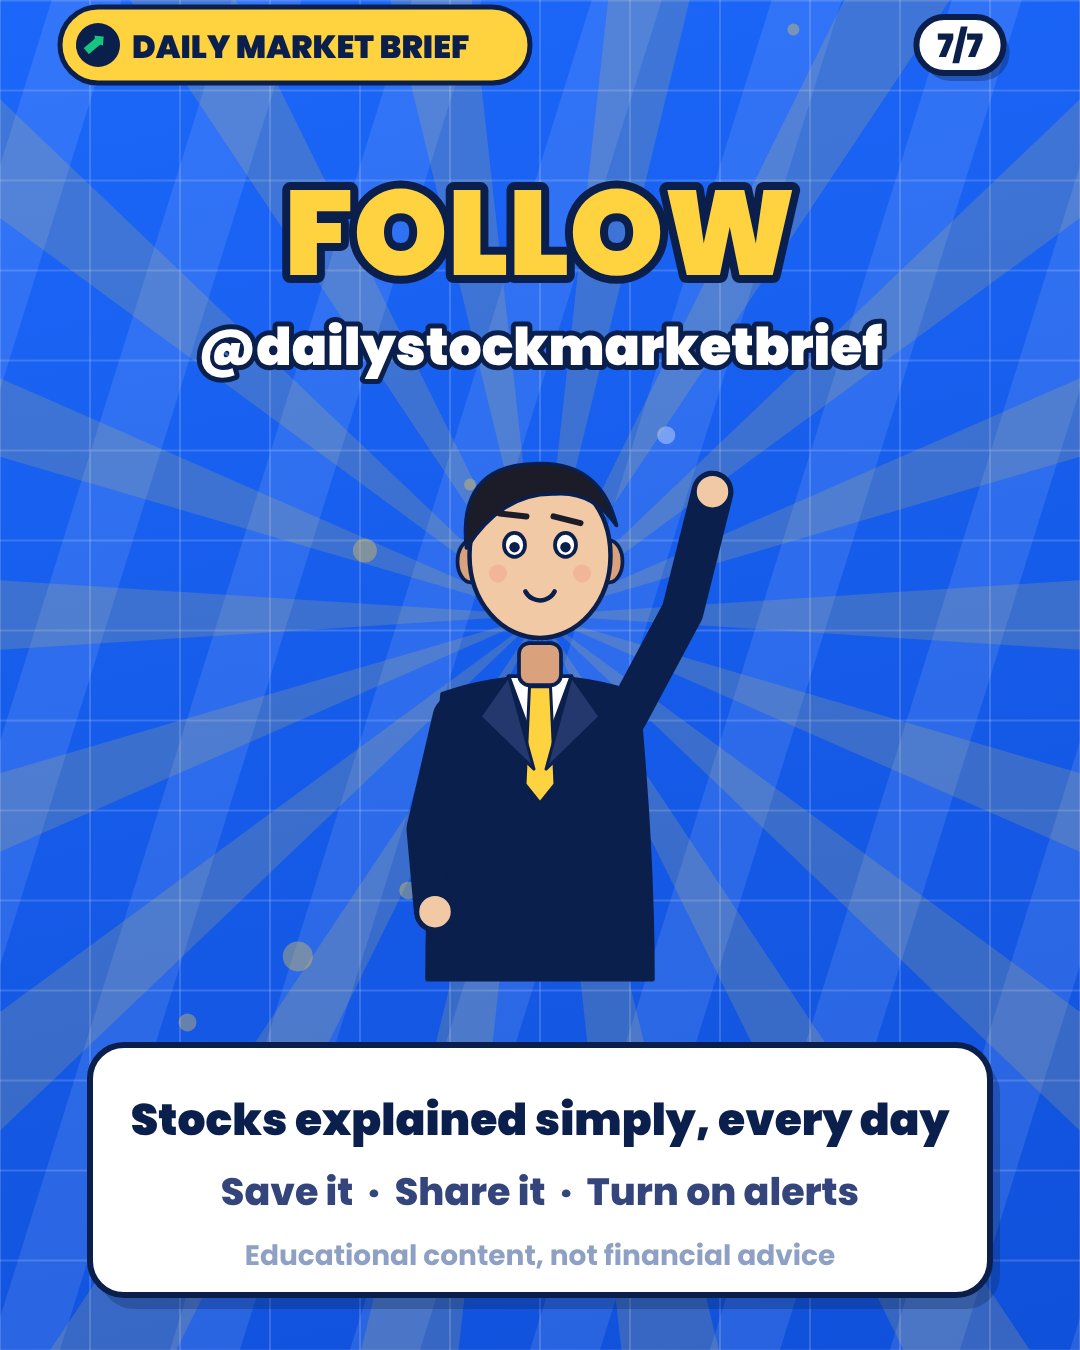 DAILY MARKET BRIEF
7/7
FOLLOW
@dailystockmarketbrief
Stocks explained simply, every day
Save it · Share it · Turn on alerts
Educational content, not financial advice